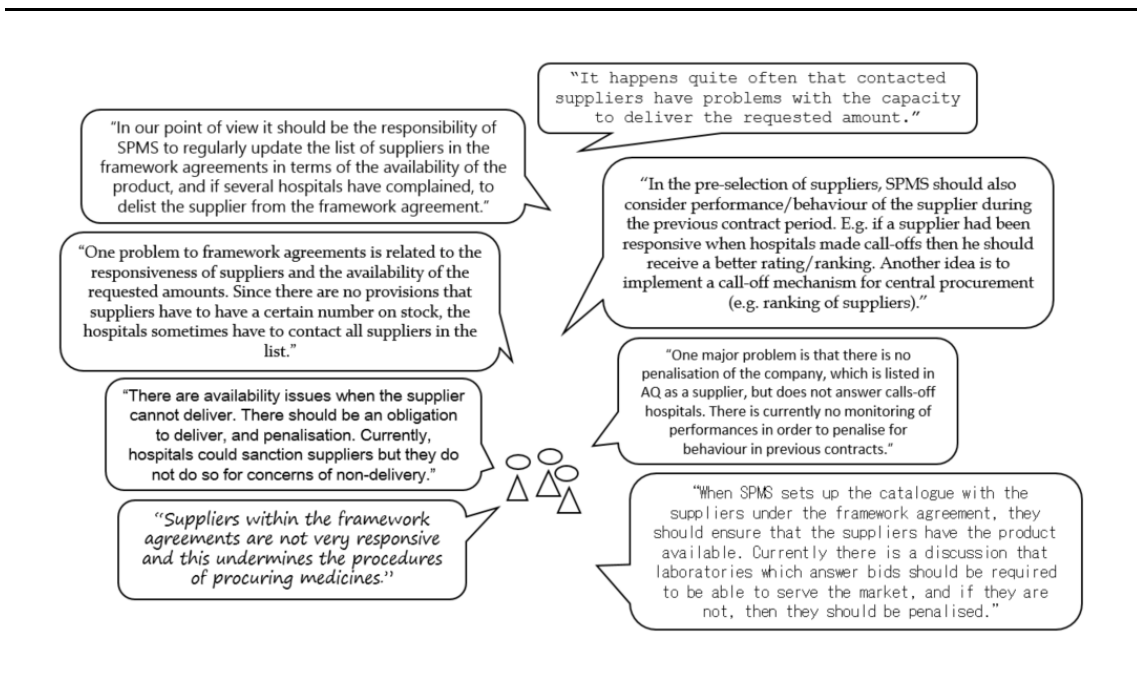 “It happens quite often that contacted
suppliers have problems with the capacity
to deliver the requested amount.”
“In our point of view it should be the responsibility of
SPMS to regularly update the list of suppliers in the
framework agreements in terms of the availability of the
product, and if several hospitals have complained, to
delist the supplier from the framework agreement.”
“In the pre-selection of suppliers, SPMS should also
consider performance/behaviour of the supplier during
the previous contract period. E.g. if a supplier had been
responsive when hospitals made call-offs then he should
receive a better rating/ranking. Another idea is to
implement a call-off mechanism for central procurement
(e.g. ranking of suppliers).”
“One problem to framework agreements is related to the
responsiveness of suppliers and the availability of the
requested amounts. Since there are no provisions that
suppliers have to have a certain number on stock, the
hospitals sometimes have to contact all suppliers in the
list.”
“One major problem is that there is no
penalisation of the company, which is listed in
AQ as a supplier, but does not answer calls-off
hospitals. There is currently no monitoring of
performances in order to penalise for
behaviour in previous contracts.”
“There are availability issues when the supplier
cannot deliver. There should be an obligation
to deliver, and penalisation. Currently,
hospitals could sanction suppliers but they do
not do so for concerns of non-delivery.”
“When SPMS sets up the catalogue with the
suppliers under the framework agreement, they
should ensure that the suppliers have the product
available. Currently there is a discussion that
laboratories which answer bids should be required
to be able to serve the market, and if they are
not, then they should be penalised.”
“Suppliers within the framework
agreements are not very responsive
and this undermines the procedures
of procuring medicines.”